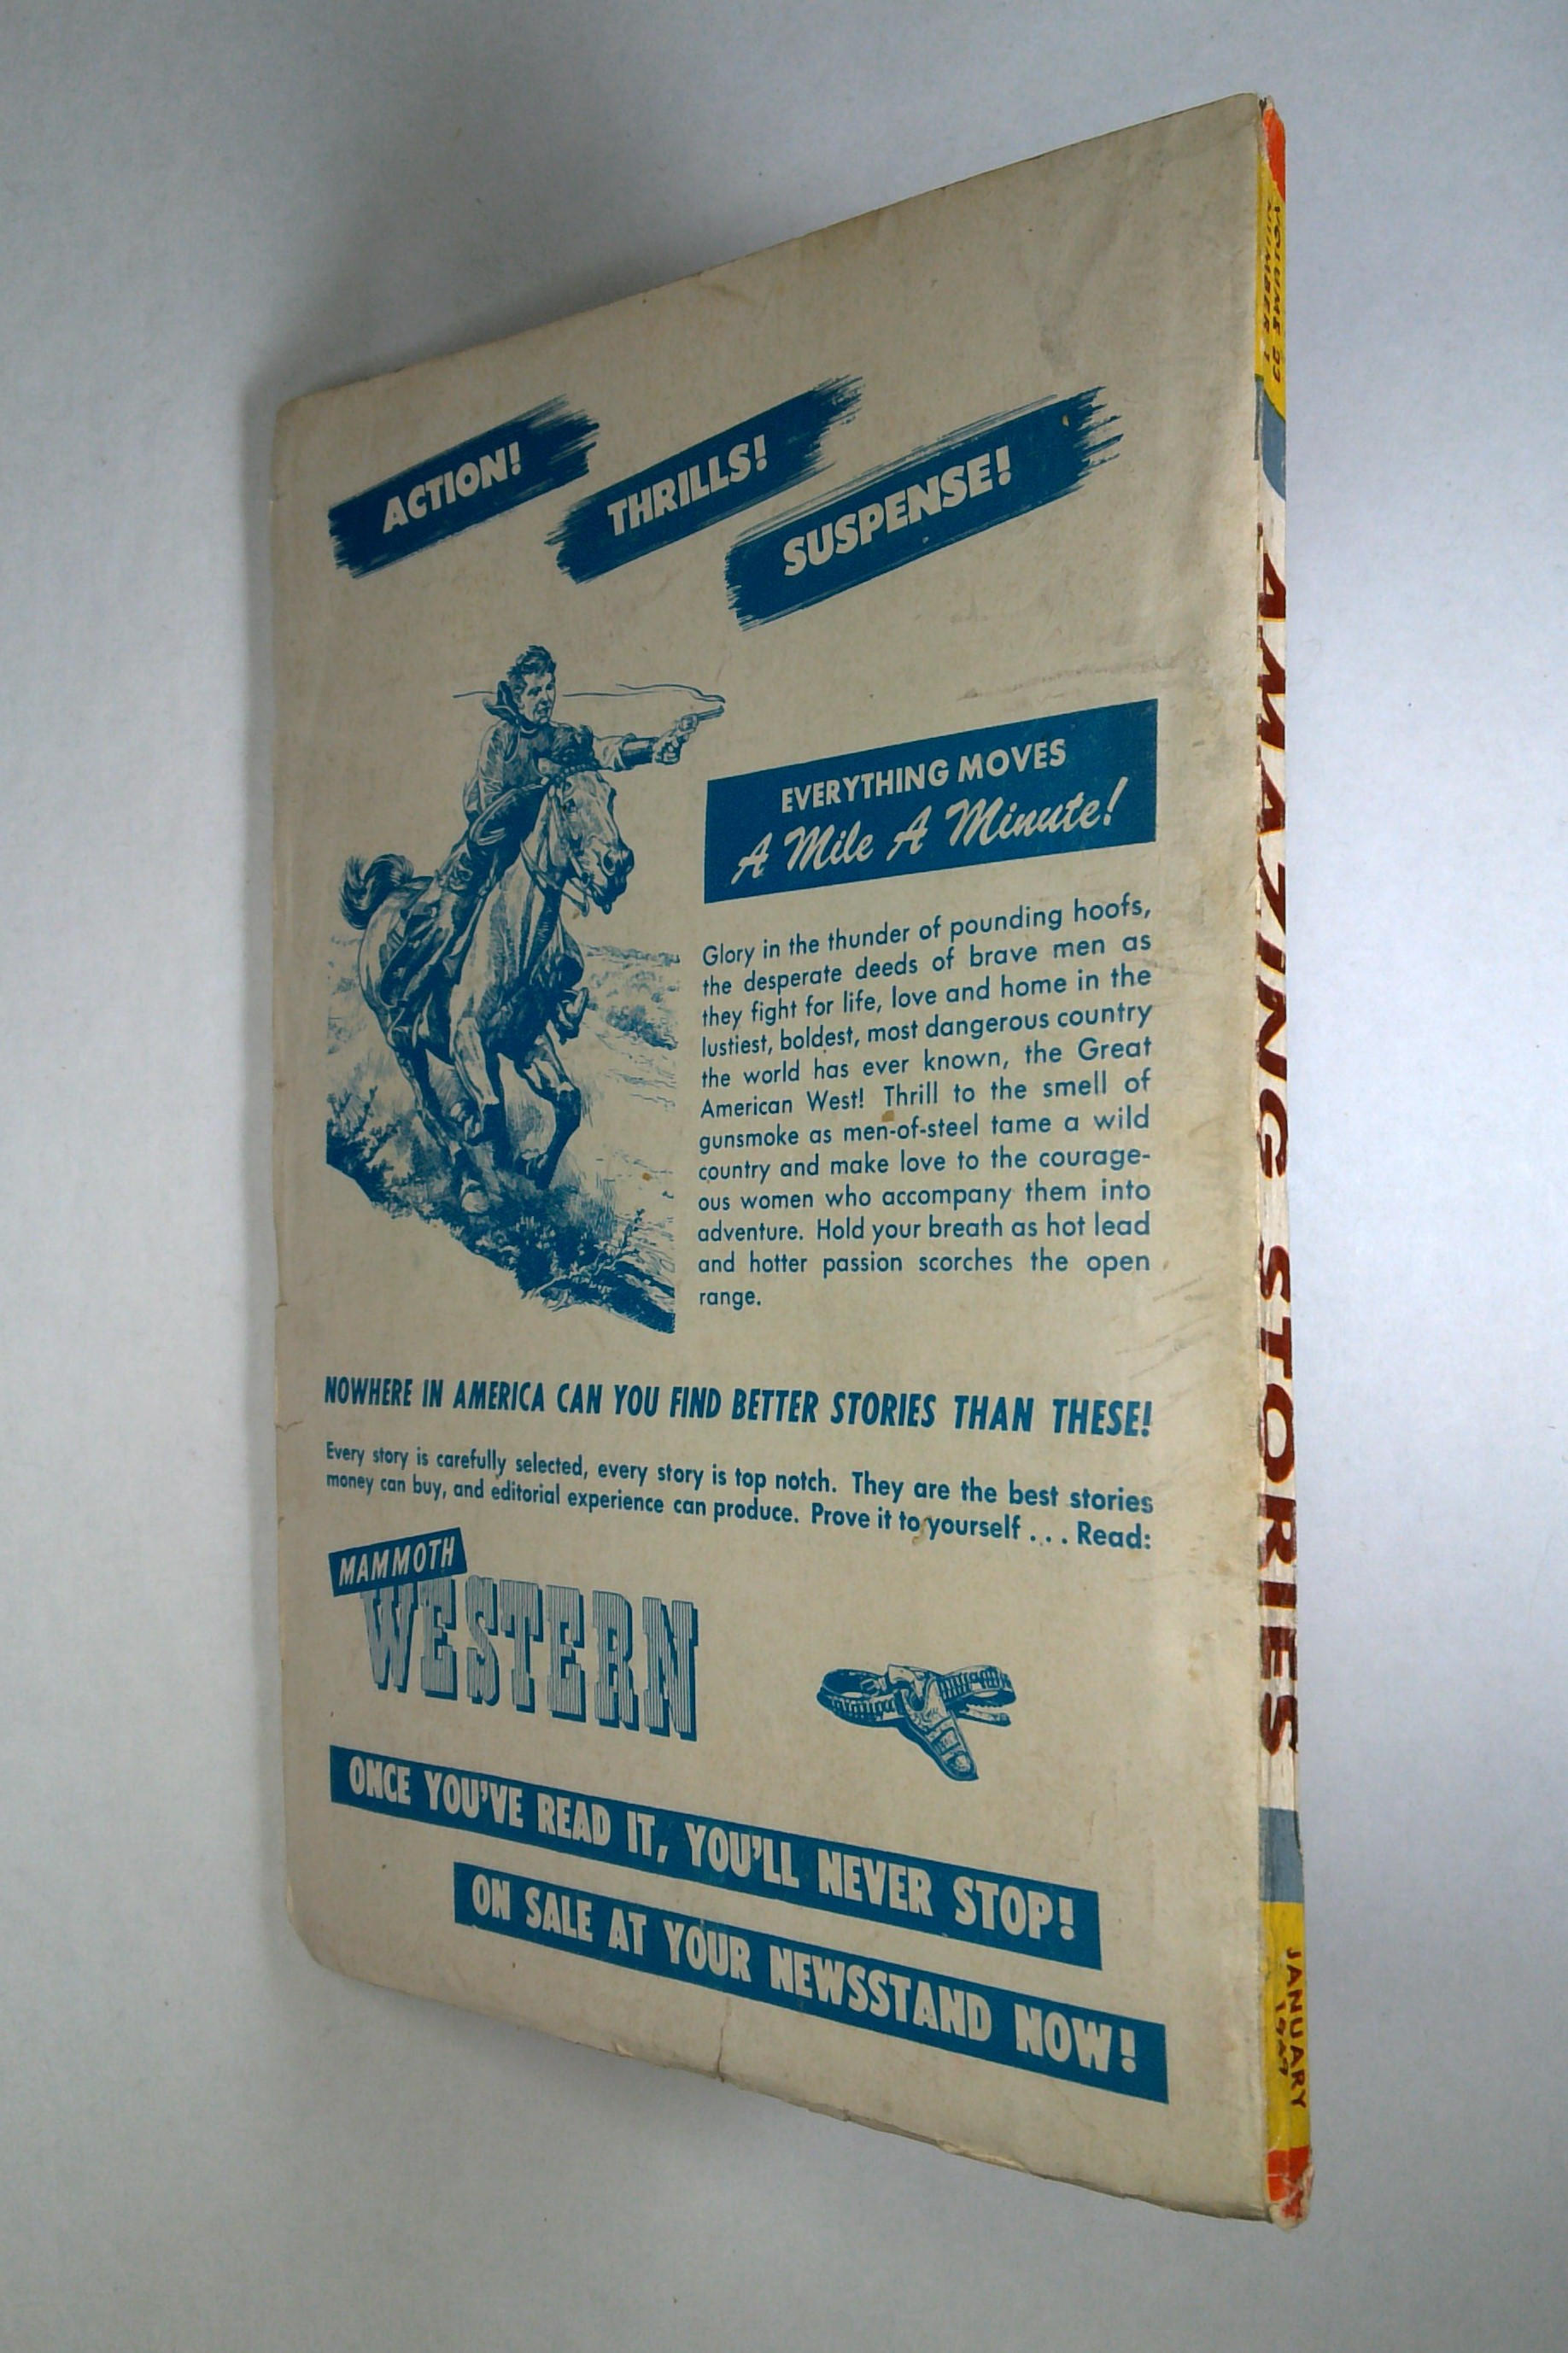 ACTION!
THRILLS!
SUSPENSE!
EVERYTHING MOVES
A Mile A Minute!
Glory in the thunder of pounding hoofs,
the desperate deeds of brave men as
they fight for life, love and home in the
lustiest, boldest, most dangerous country
the world has ever known, the Great
American West! Thrill to the smell of
gunsmoke as men-of-steel tame a wild
country and make love to the courage-
ous women who accompany them into
adventure. Hold your breath as hot lead
and hotter passion scorches the open
range.
NOWHERE IN AMERICA CAN YOU FIND BETTER STORIES THAN THESE!
Every story is carefully selected, every story is top notch. They are the best stories
money can buy, and editorial experience can produce. Prove it to yourself . . . Read:
MAMMOTH
WESTERN
ONCE YOU'VE READ IT, YOU'LL NEVER STOP!
ON SALE AT YOUR NEWSSTAND NOW!
VOLUME 23
NUMBER 1
AMAZING STORIES
JANUARY
1949